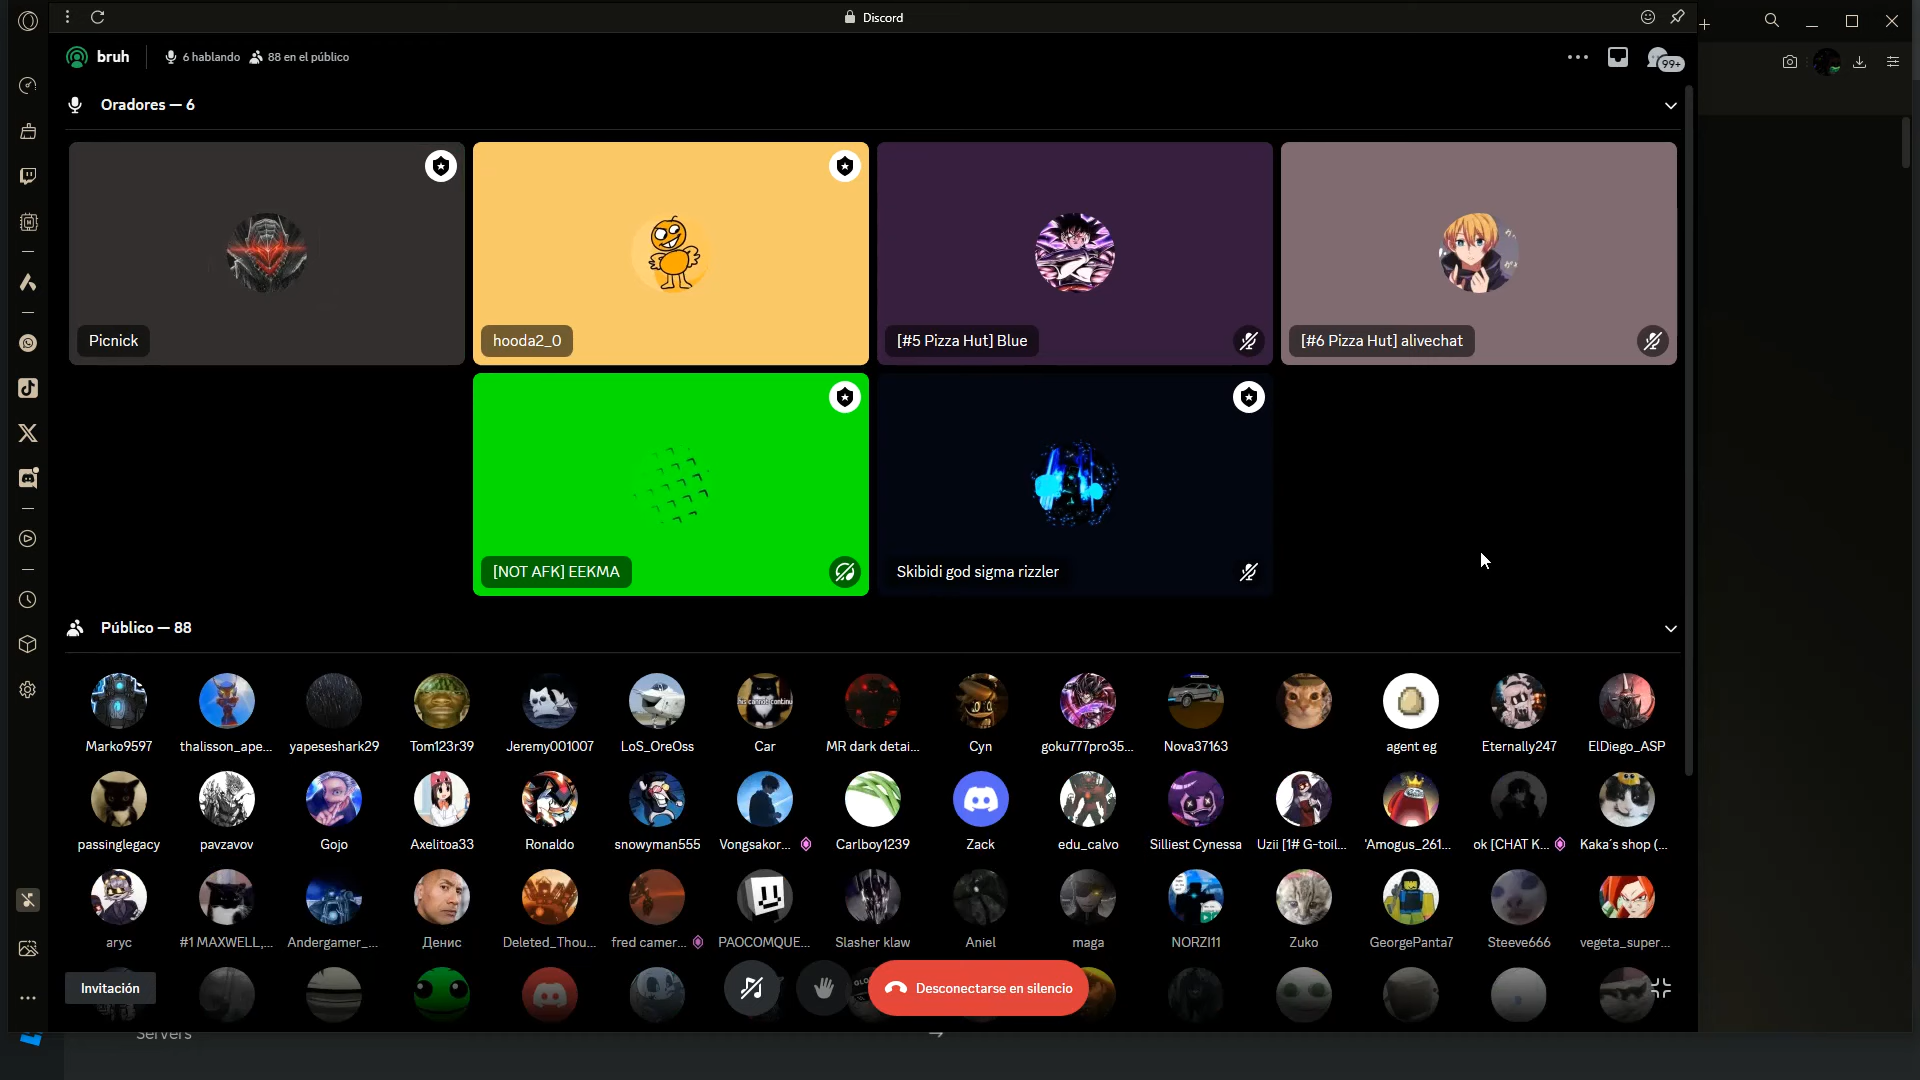 Discord
bruh
6 hablando
88 en el público
99+
Oradores — 6
Picnick
hooda2_0
[#5 Pizza Hut] Blue
[#6 Pizza Hut] alivechat
[NOT AFK] EEKMA
Skibidi god sigma rizzler
Público — 88
Marko9597
thalisson_ape...
yapeseshark29
Tom123r39
Jeremy001007
LoS_OreOss
Car
MR dark detai...
Cyn
goku777pro35...
Nova37163
agent eg
Eternally247
ElDiego_ASP
passinglegacy
pavzavov
Gojo
Axelitoa33
Ronaldo
snowyman555
Vongsakor...
Carlboy1239
Zack
edu_calvo
Silliest Cynessa
Uzii [1# G-toil...
'Amogus_261...
ok [CHAT K...
Kaka´s shop (...
aryc
#1 MAXWELL,...
Andergamer_...
Денис
Deleted_Thou...
fred camer...
PAOCOMQUE...
Slasher klaw
Aniel
maga
NORZI11
Zuko
GeorgePanta7
Steeve666
vegeta_super...
Invitación
Desconectarse en silencio
Servers